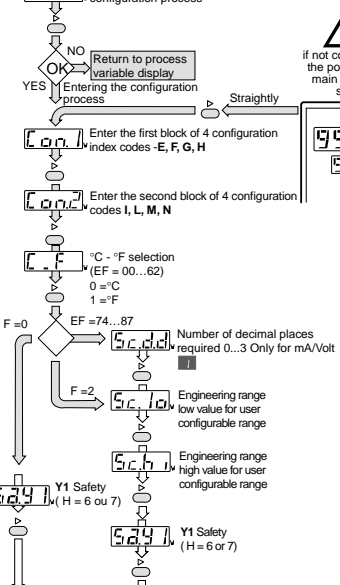 configuration process
NO
Return to process
variable display
OK
YES
Entering the configuration
process
Straightly
if not co
the po
main
s
Con.1
Enter the first block of 4 configuration
index codes -E, F, G, H
Con.2
Enter the second block of 4 configuration
codes I, L, M, N
C_F
°C - °F selection
(EF = 00...62)
0 =°C
1 =°F
F =0
EF =74...87
Sc.d.d
Number of decimal places
required 0...3 Only for mA/Volt
1
F =2
Sc.lo
Engineering range
low value for user
configurable range
Sc.hi
Engineering range
high value for user
configurable range
Sa.Y1
Y1 Safety
( H = 6 ou 7)
Sa.Y1
Y1 Safety
( H = 6 or 7)